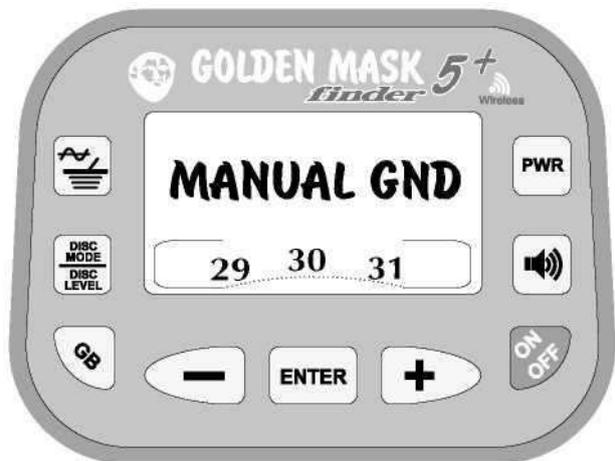 GOLDEN MASK 5+
finder
Wireless
MANUAL GND
29 30 31
PWR
DISC
MODE
DISC
LEVEL
GB
- ENTER +
ON
OFF